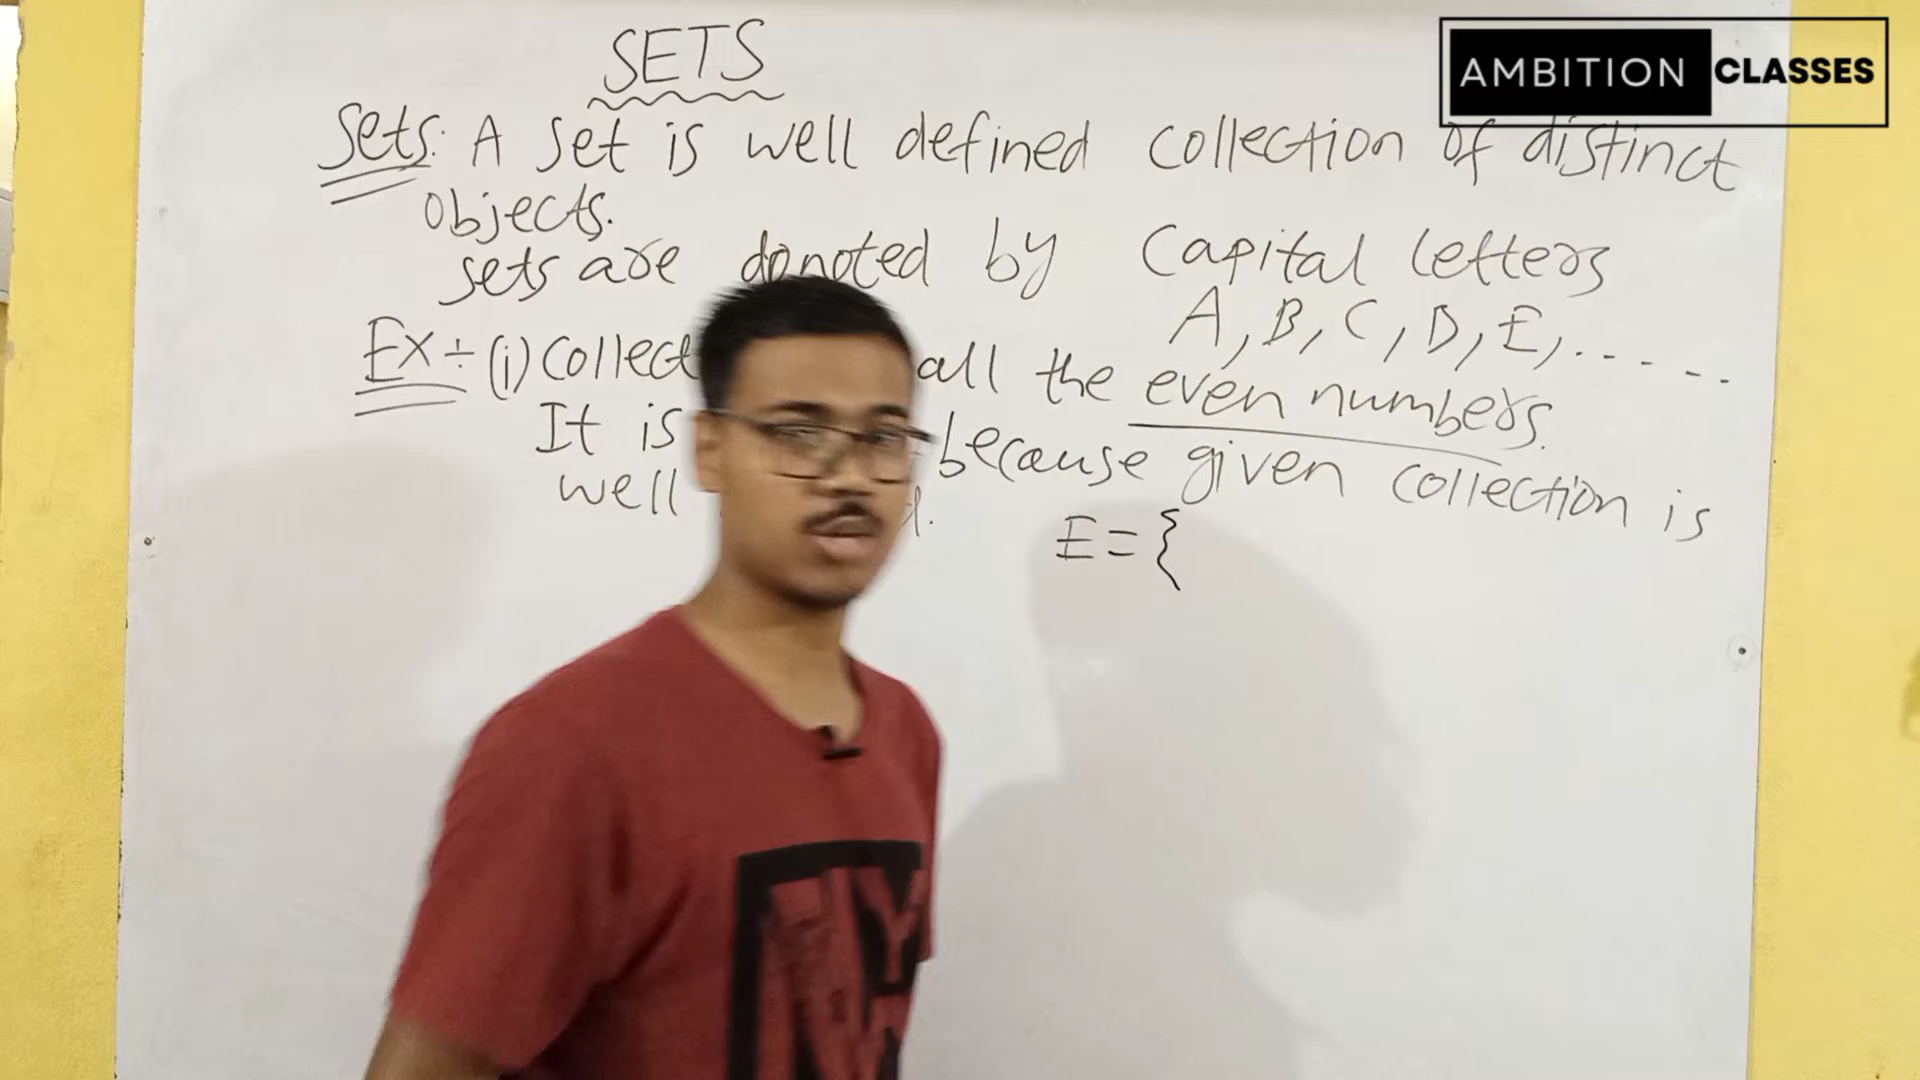 SETS
AMBITION CLASSES
Sets: A set is well defined collection of distinct
objects.
sets are donoted by Capital letters
A, B, C, D, E, .....
Ex ÷ (i) collect all the even numbers.
It is because given collection is
well
E = {